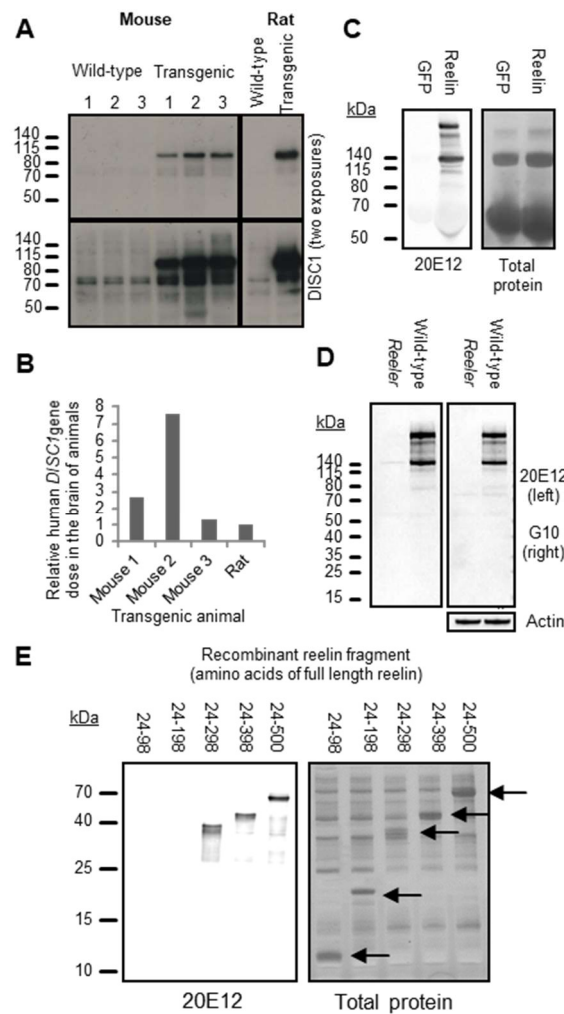 A
Mouse
Rat
Wild-type Transgenic
Wild-type
Transgenic
1 2 3 1 2 3
140
115
80
70
50
140
115
80
70
50
DISC1 (two exposures)
B
Relative human DISC1gene
dose in the brain of animals
8
7
6
5
4
3
2
1
0
Mouse 1
Mouse 2
Mouse 3
Rat
Transgenic animal
C
GFP
Reelin
GFP
Reelin
kDa
140
115
80
70
50
20E12
Total
protein
D
Reeler
Wild-type
Reeler
Wild-type
kDa
140
115
80
70
50
40
35
25
15
20E12
(left)
G10
(right)
Actin
E
Recombinant reelin fragment
(amino acids of full length reelin)
kDa
24-98
24-198
24-298
24-398
24-500
24-98
24-198
24-298
24-398
24-500
70
40
25
15
10
20E12
Total protein